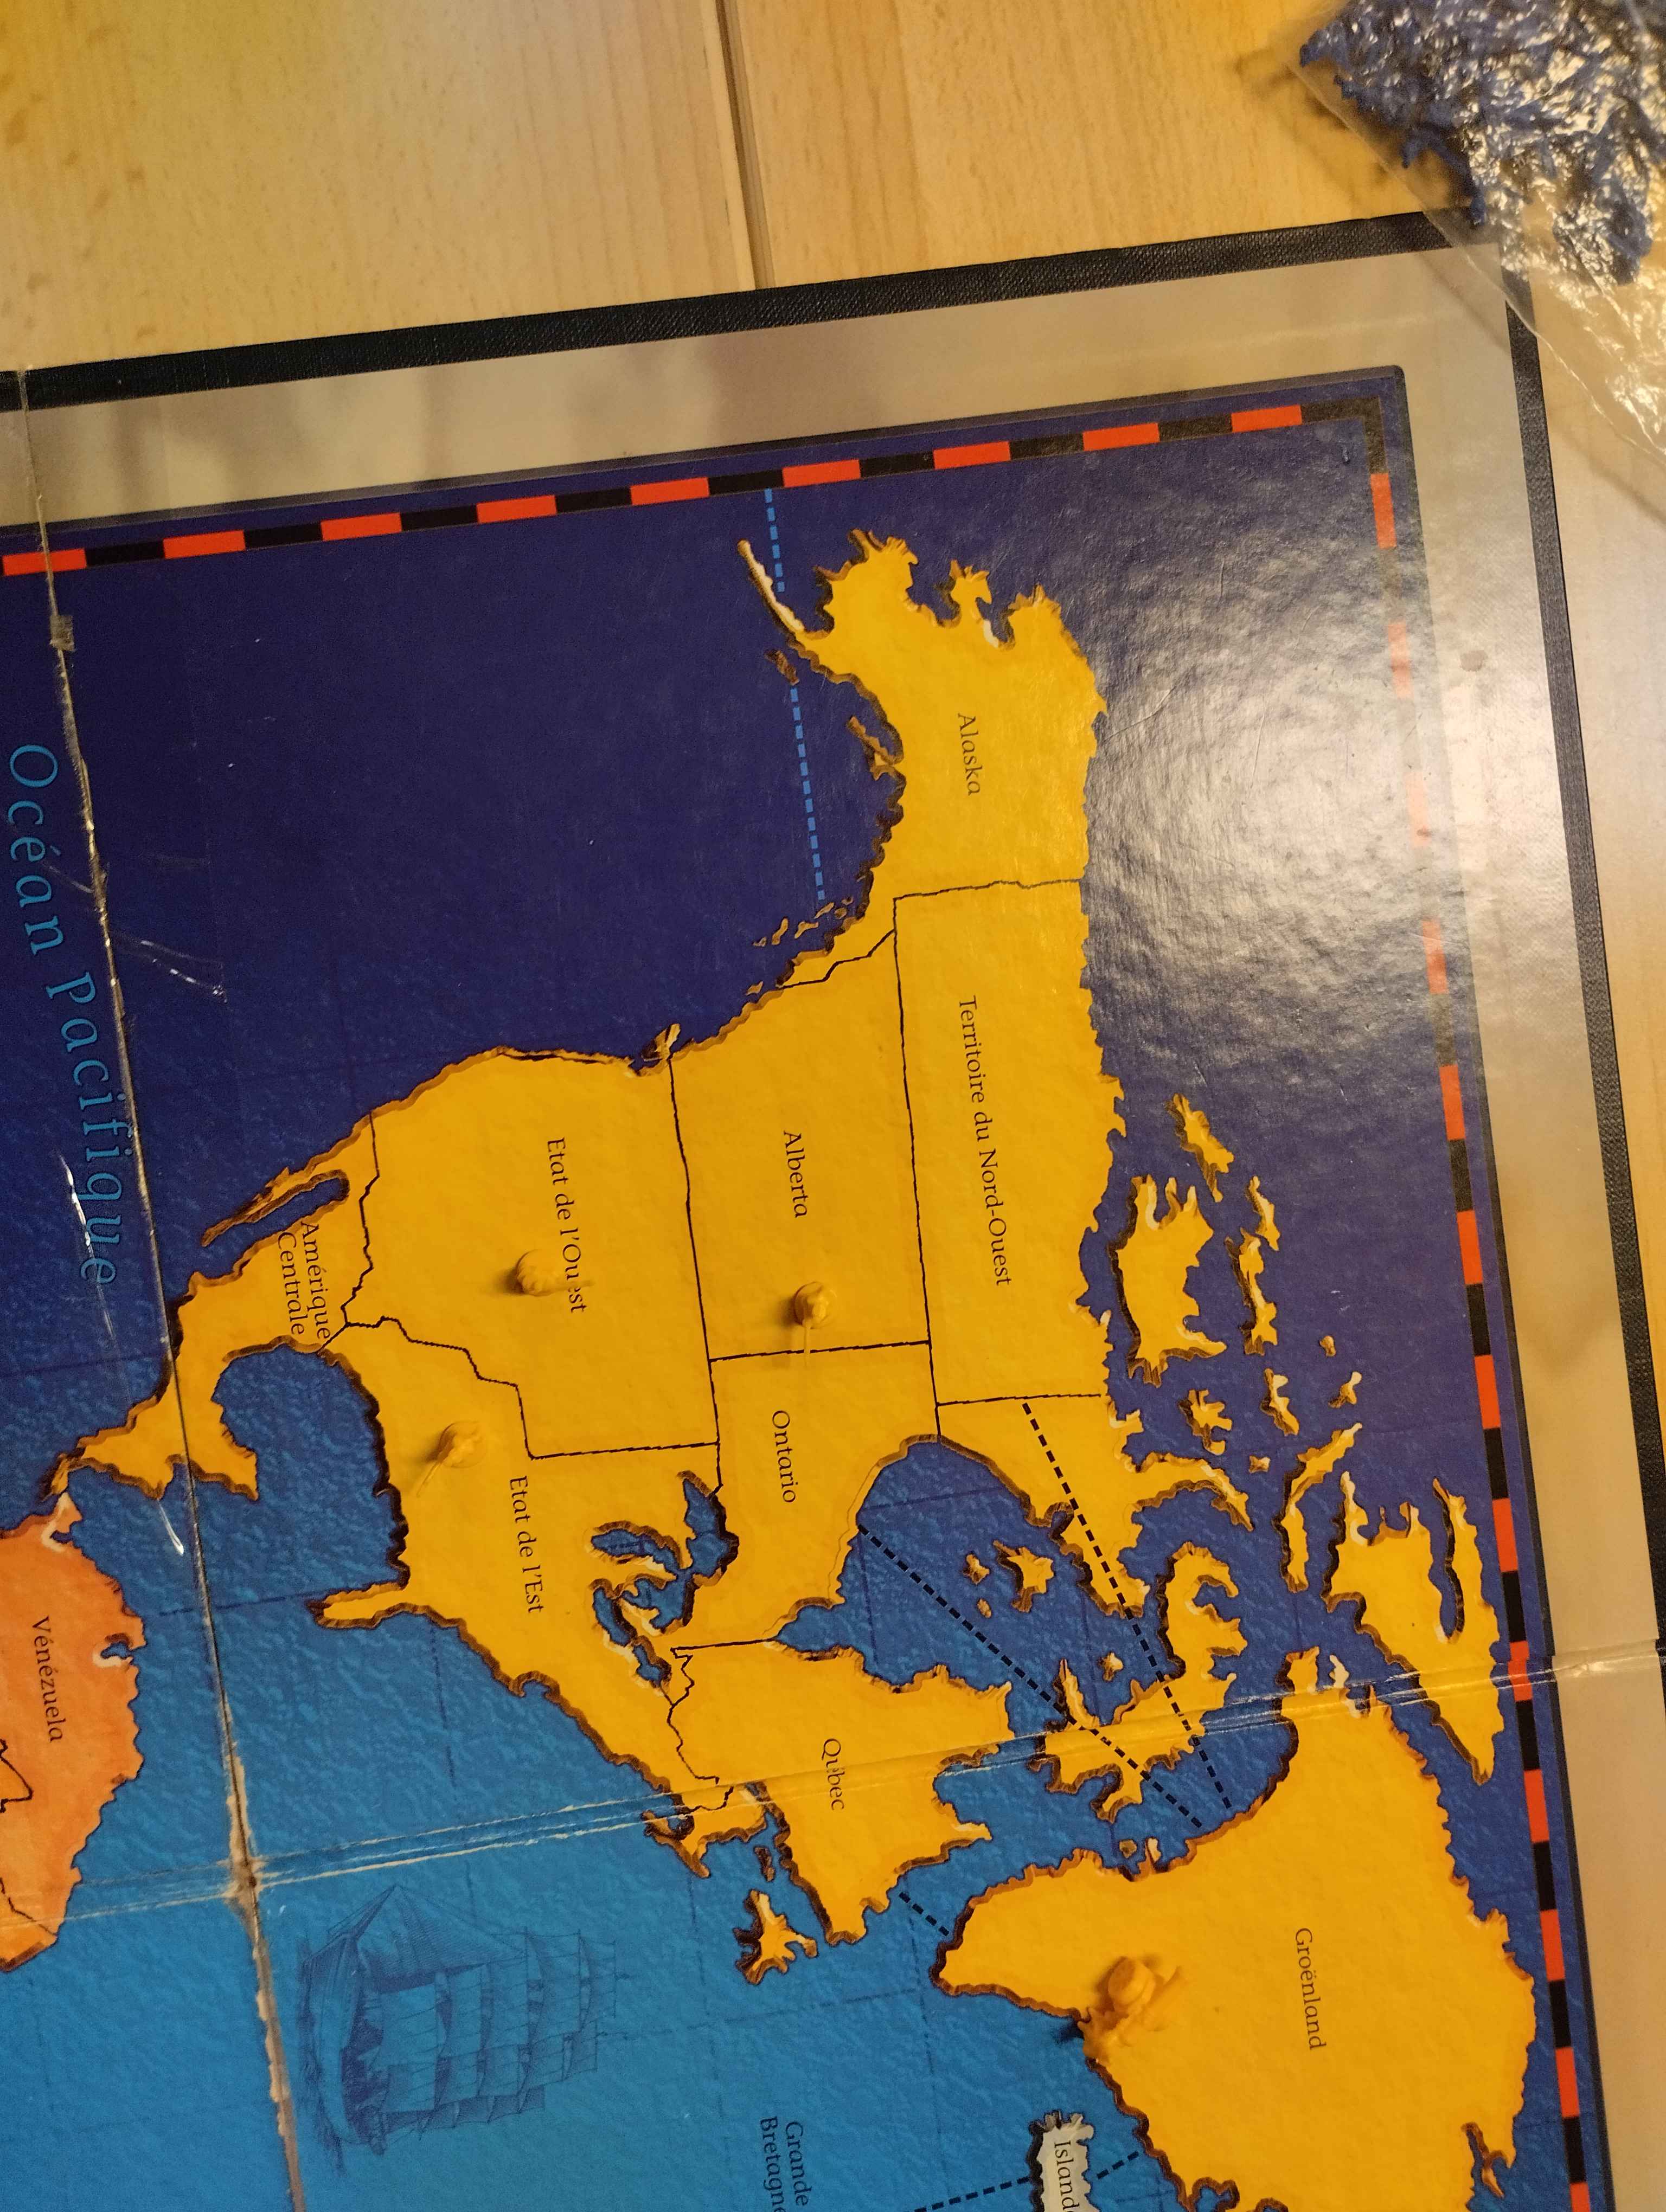 Alaska
Territoire du Nord-Ouest
Alberta
Ontario
Québec
Groënland
Etat de l'Ouest
Etat de l'Est
Amérique
Centrale
Océan Pacifique
Vénézuela
Islande
Grande
Bretagne